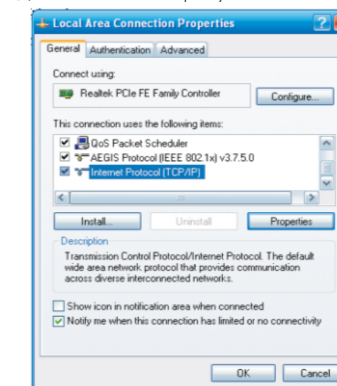 Local Area Connection Properties
General Authentication Advanced
Connect using:
Realtek PCIe FE Family Controller
Configure...
This connection uses the following items:
QoS Packet Scheduler
AEGIS Protocol (IEEE 802.1x) v3.7.5.0
Internet Protocol (TCP/IP)
Install... Uninstall Properties
Description
Transmission Control Protocol/Internet Protocol. The default
wide area network protocol that provides communication
across diverse interconnected networks.
Show icon in notification area when connected
Notify me when this connection has limited or no connectivity
OK Cancel